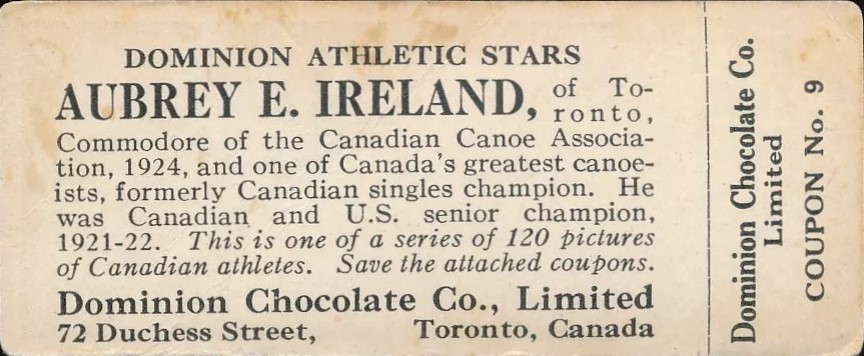 DOMINION ATHLETIC STARS
AUBREY E. IRELAND, of To-
ronto,
Commodore of the Canadian Canoe Associa-
tion, 1924, and one of Canada's greatest canoe-
ists, formerly Canadian singles champion. He
was Canadian and U.S. senior champion,
1921-22. This is one of a series of 120 pictures
of Canadian athletes. Save the attached coupons.
Dominion Chocolate Co., Limited
72 Duchess Street, Toronto, Canada
Dominion Chocolate Co.
Limited
COUPON No. 9